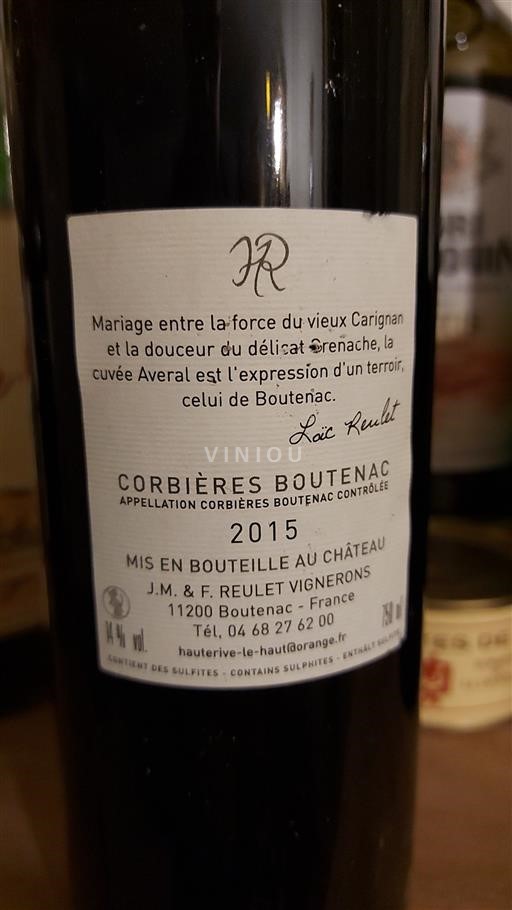 HR
Mariage entre la force du vieux Carignan
et la douceur du délicat Grenache, la
cuvée Averal est l'expression d'un terroir,
celui de Boutenac.
Loïc Reulet
VINIOU
CORBIÈRES BOUTENAC
APPELLATION CORBIÈRES BOUTENAC CONTRÔLÉE
2015
MIS EN BOUTEILLE AU CHÂTEAU
J.M. & F. REULET VIGNERONS
11200 Boutenac - France
Tél, 04 68 27 62 00
14 % vol.
750 ml
hauterive-le-haut@orange.fr
CONTIENT DES SULFITES - CONTAINS SULPHITES - ENTHÄLT SULFITE